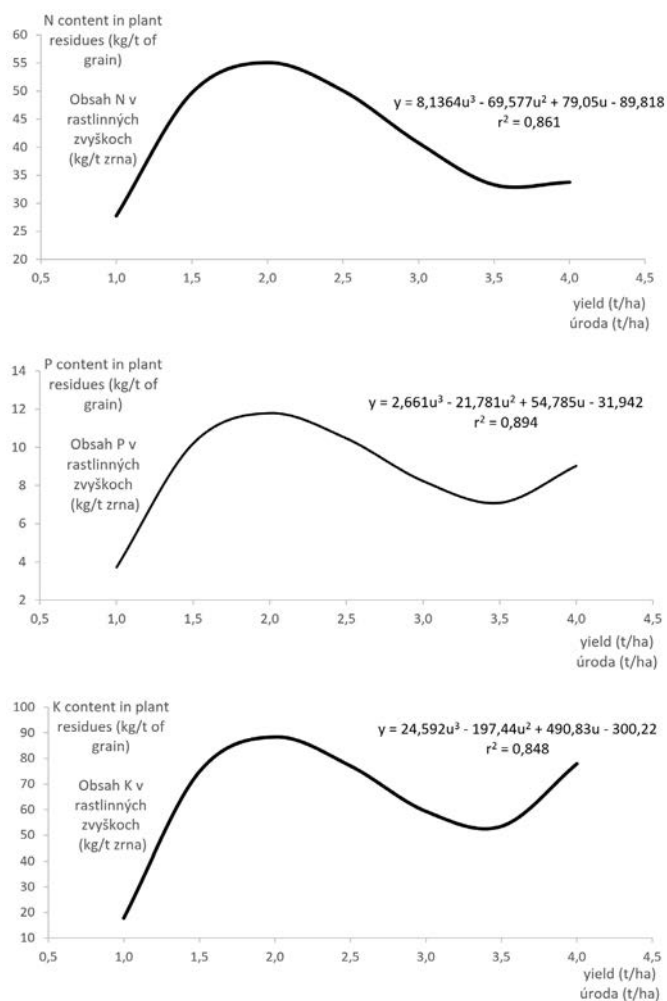 N content in plant
residues (kg/t of
grain)
Obsah N v
rastlinných
zvyškoch
(kg/t zrna)
y = 8,1364u³ - 69,577u² + 79,05u - 89,818
r² = 0,861
60
55
50
45
40
35
30
25
20
0,5 1,0 1,5 2,0 2,5 3,0 3,5 4,0 4,5
yield (t/ha)
úroda (t/ha)
P content in plant
residues (kg/t of
grain)
Obsah P v
rastlinných
zvyškoch
(kg/t zrna)
y = 2,661u³ - 21,781u² + 54,785u - 31,942
r² = 0,894
14
12
10
8
6
4
2
0,5 1,0 1,5 2,0 2,5 3,0 3,5 4,0 4,5
yield (t/ha)
úroda (t/ha)
K content in plant
residues (kg/t of
grain)
Obsah K v
rastlinných
zvyškoch
(kg/t zrna)
y = 24,592u³ - 197,44u² + 490,83u - 300,22
r² = 0,848
100
90
80
70
60
50
40
30
20
10
0,5 1,0 1,5 2,0 2,5 3,0 3,5 4,0 4,5
yield (t/ha)
úroda (t/ha)